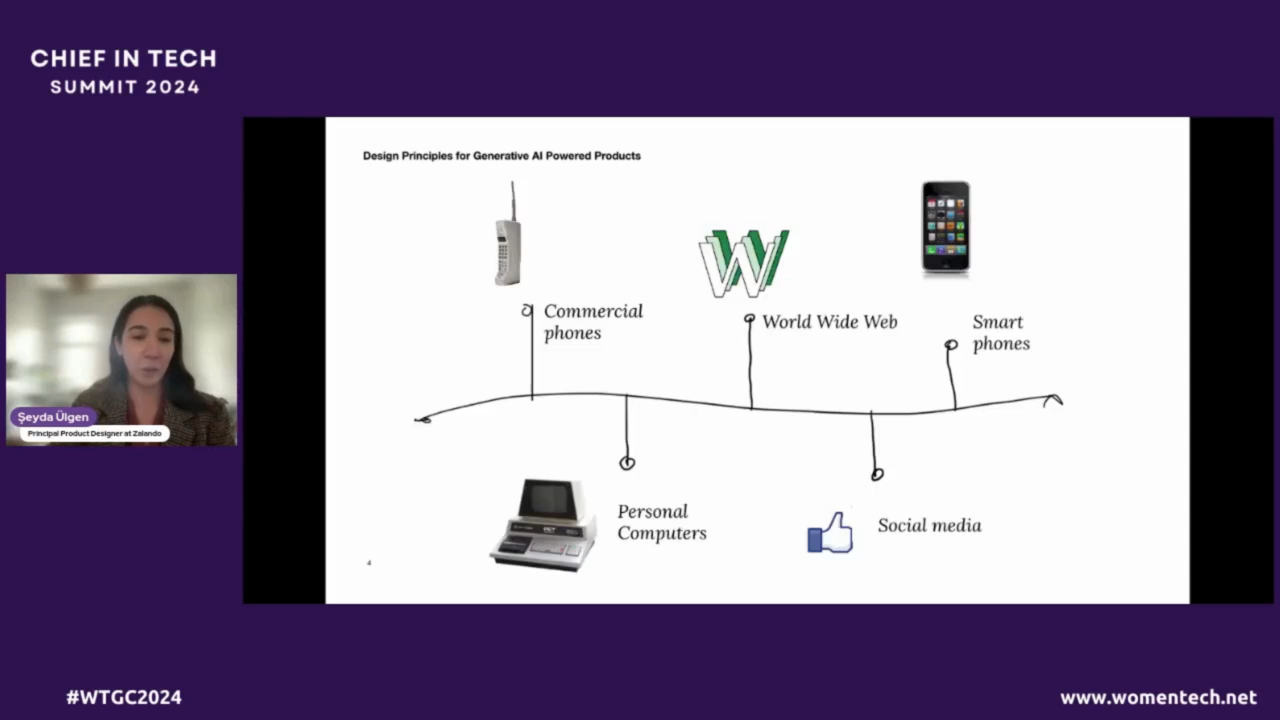 CHIEF IN TECH
SUMMIT 2024
Design Principles for Generative AI Powered Products
Commercial
phones
W
World Wide Web
Smart
phones
Personal
Computers
Social media
4
Şeyda Ülgen
Principal Product Designer at Zalando
#WTGC2024
www.womentech.net